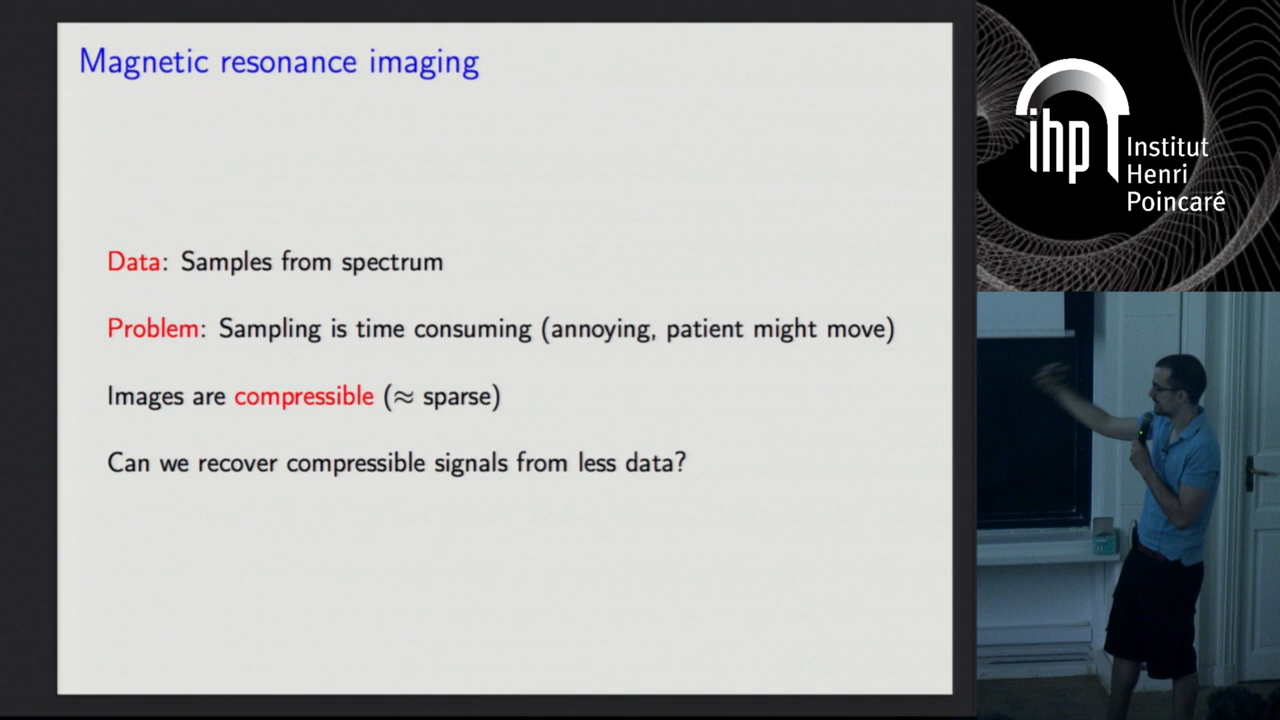 Magnetic resonance imaging
Data: Samples from spectrum
Problem: Sampling is time consuming (annoying, patient might move)
Images are compressible (≈ sparse)
Can we recover compressible signals from less data?
ihp
Institut
Henri
Poincaré